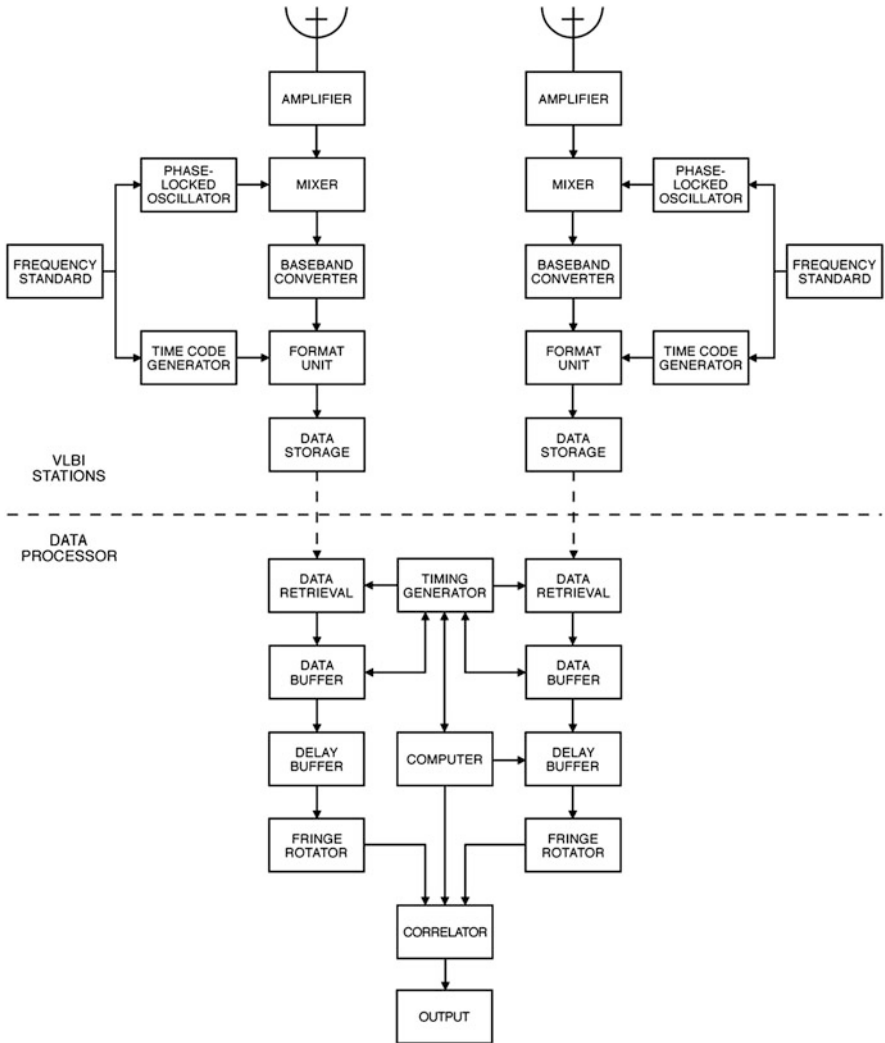 AMPLIFIER
AMPLIFIER
PHASE-
LOCKED
OSCILLATOR
MIXER
MIXER
PHASE-
LOCKED
OSCILLATOR
FREQUENCY
STANDARD
BASEBAND
CONVERTER
BASEBAND
CONVERTER
FREQUENCY
STANDARD
TIME CODE
GENERATOR
FORMAT
UNIT
FORMAT
UNIT
TIME CODE
GENERATOR
DATA
STORAGE
DATA
STORAGE
VLBI
STATIONS
DATA
PROCESSOR
DATA
RETRIEVAL
TIMING
GENERATOR
DATA
RETRIEVAL
DATA
BUFFER
DATA
BUFFER
DELAY
BUFFER
COMPUTER
DELAY
BUFFER
FRINGE
ROTATOR
FRINGE
ROTATOR
CORRELATOR
OUTPUT